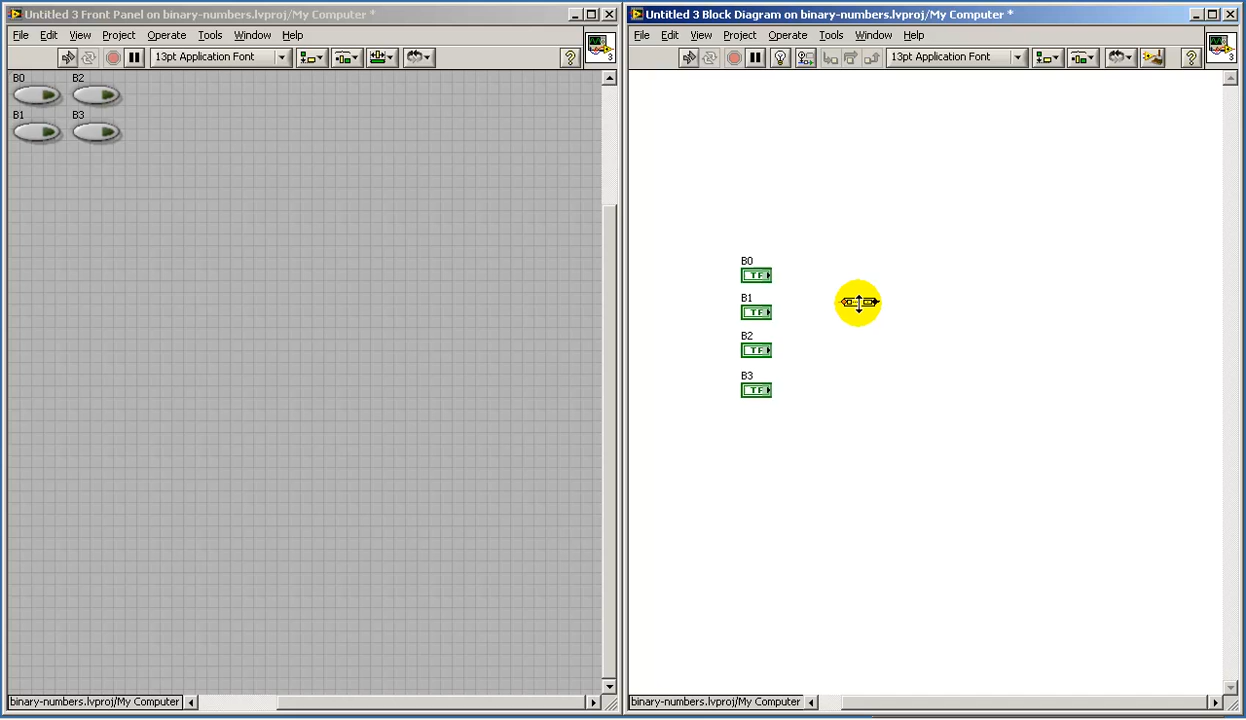 Untitled 3 Front Panel on binary-numbers.lvproj/My Computer *
File Edit View Project Operate Tools Window Help
13pt Application Font
?
3
B0 B2
B1 B3
binary-numbers.lvproj/My Computer
Untitled 3 Block Diagram on binary-numbers.lvproj/My Computer *
File Edit View Project Operate Tools Window Help
13pt Application Font
?
3
B0
TF
B1
TF
B2
TF
B3
TF
binary-numbers.lvproj/My Computer